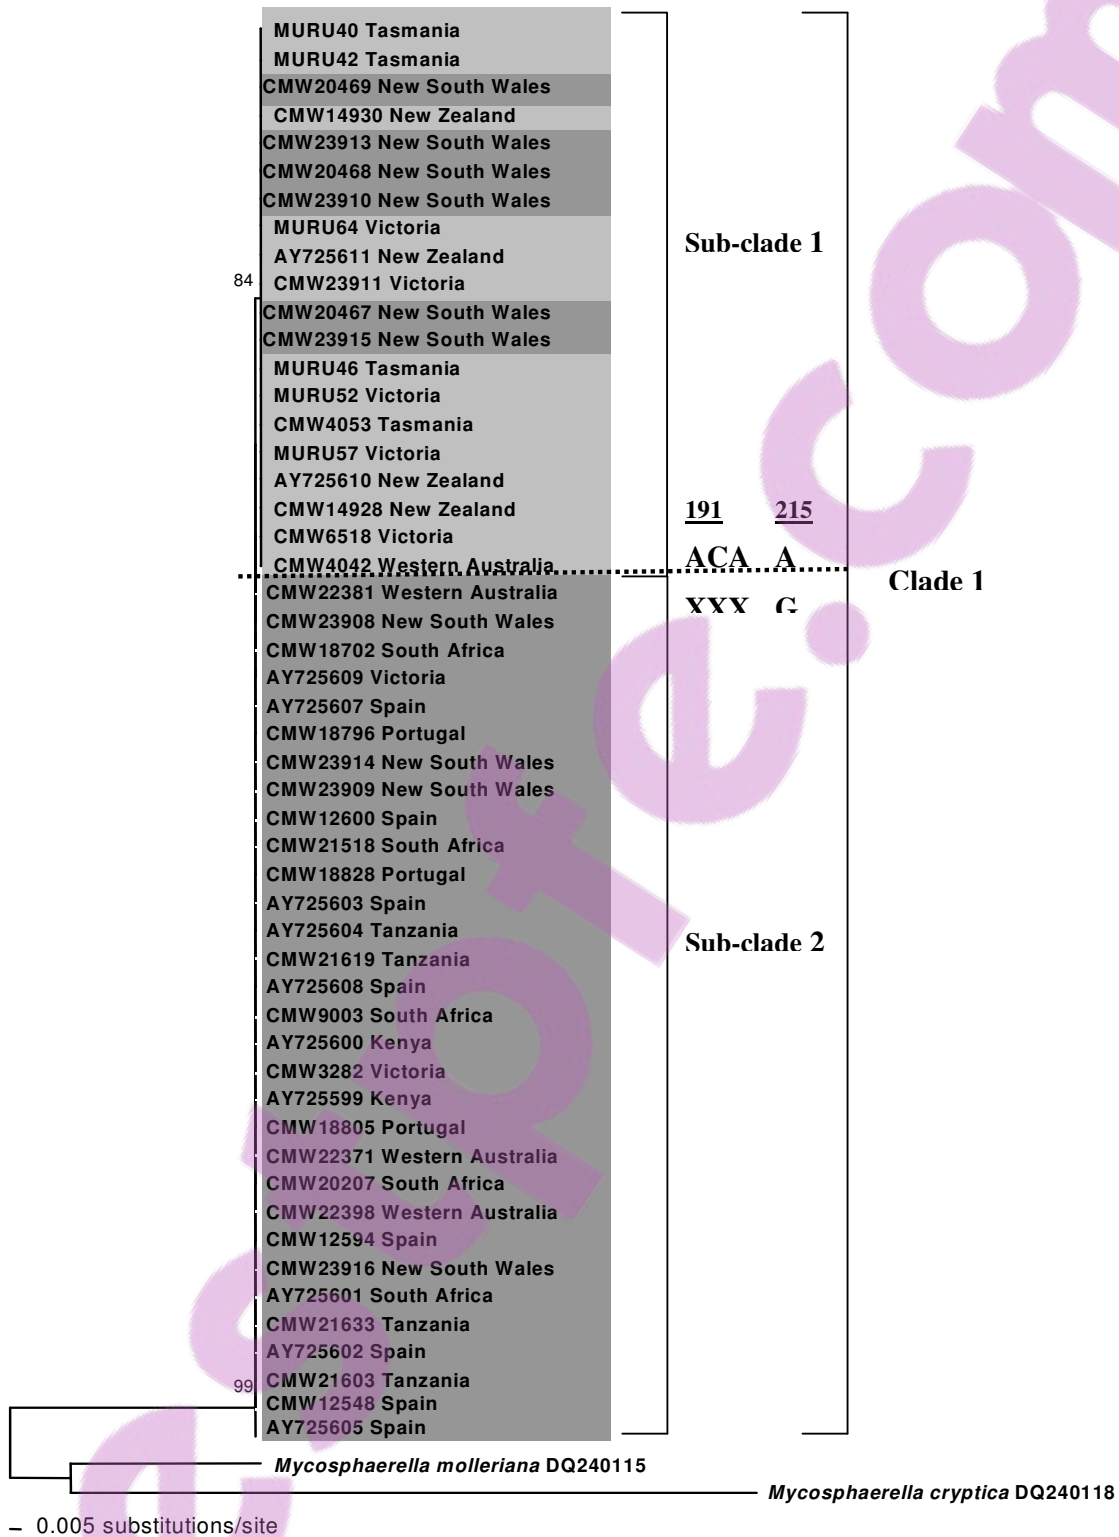 MURU40 Tasmania
MURU42 Tasmania
CMW20469 New South Wales
CMW14930 New Zealand
CMW23913 New South Wales
CMW20468 New South Wales
CMW23910 New South Wales
MURU64 Victoria
Sub-clade 1
AY725611 New Zealand
84
CMW23911 Victoria
CMW20467 New South Wales
CMW23915 New South Wales
MURU46 Tasmania
MURU52 Victoria
CMW4053 Tasmania
MURU57 Victoria
AY725610 New Zealand
CMW14928 New Zealand
191 215
CMW6518 Victoria
ACA A
CMW4042 Western Australia
Clade 1
CMW22381 Western Australia
XXX G
CMW23908 New South Wales
CMW18702 South Africa
AY725609 Victoria
AY725607 Spain
CMW18796 Portugal
CMW23914 New South Wales
CMW23909 New South Wales
CMW12600 Spain
CMW21518 South Africa
CMW18828 Portugal
AY725603 Spain
AY725604 Tanzania
Sub-clade 2
CMW21619 Tanzania
AY725608 Spain
CMW9003 South Africa
AY725600 Kenya
CMW3282 Victoria
AY725599 Kenya
CMW18805 Portugal
CMW22371 Western Australia
CMW20207 South Africa
CMW22398 Western Australia
CMW12594 Spain
CMW23916 New South Wales
AY725601 South Africa
CMW21633 Tanzania
AY725602 Spain
99
CMW21603 Tanzania
CMW12548 Spain
AY725605 Spain
Mycosphaerella molleriana DQ240115
Mycosphaerella cryptica DQ240118
0.005 substitutions/site